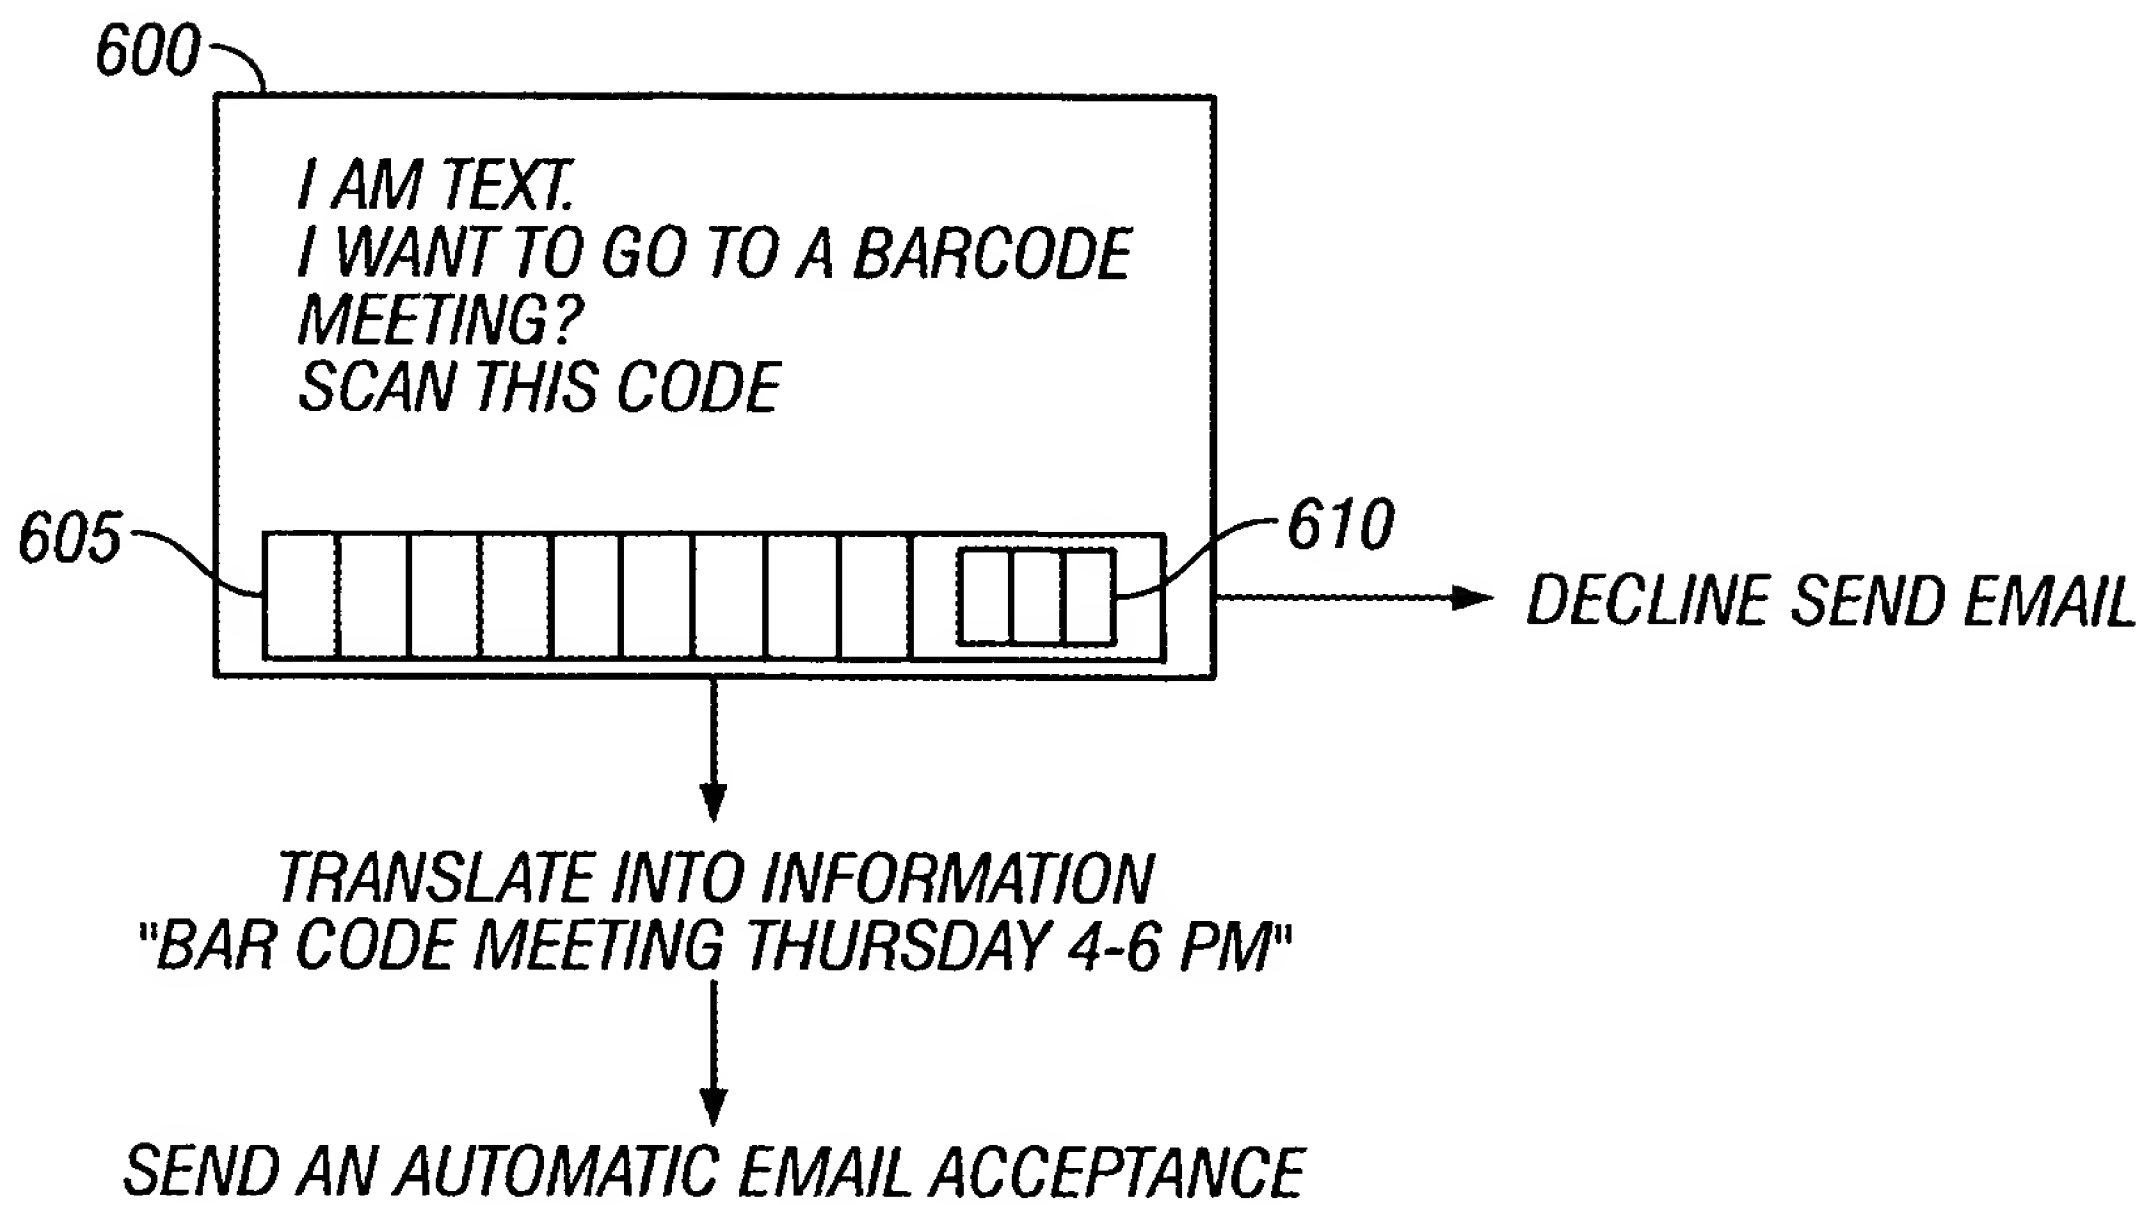 600
I AM TEXT.
I WANT TO GO TO A BARCODE
MEETING?
SCAN THIS CODE
605
610
DECLINE SEND EMAIL
TRANSLATE INTO INFORMATION
"BAR CODE MEETING THURSDAY 4-6 PM"
SEND AN AUTOMATIC EMAIL ACCEPTANCE